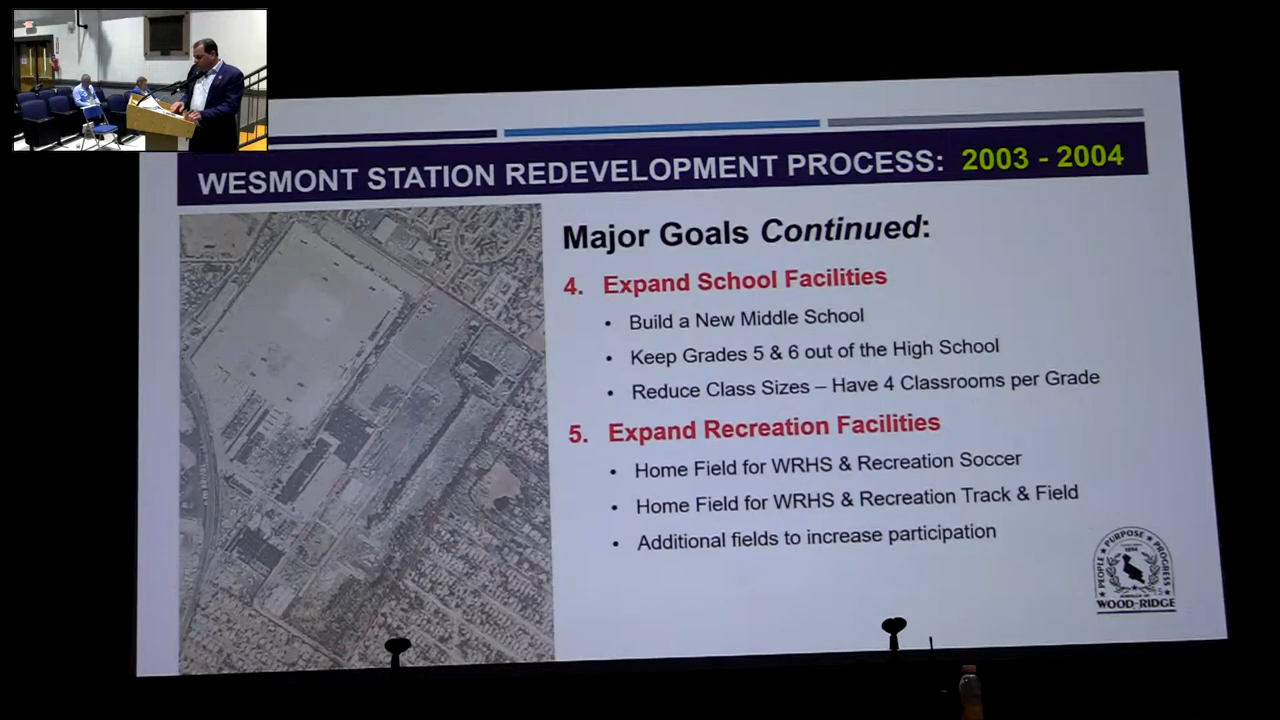 WESMONT STATION REDEVELOPMENT PROCESS: 2003 - 2004
Major Goals Continued:
4. Expand School Facilities
• Build a New Middle School
• Keep Grades 5 & 6 out of the High School
• Reduce Class Sizes – Have 4 Classrooms per Grade
5. Expand Recreation Facilities
• Home Field for WRHS & Recreation Soccer
• Home Field for WRHS & Recreation Track & Field
• Additional fields to increase participation
PEOPLE ★ PURPOSE ★ PROGRESS
WOOD-RIDGE